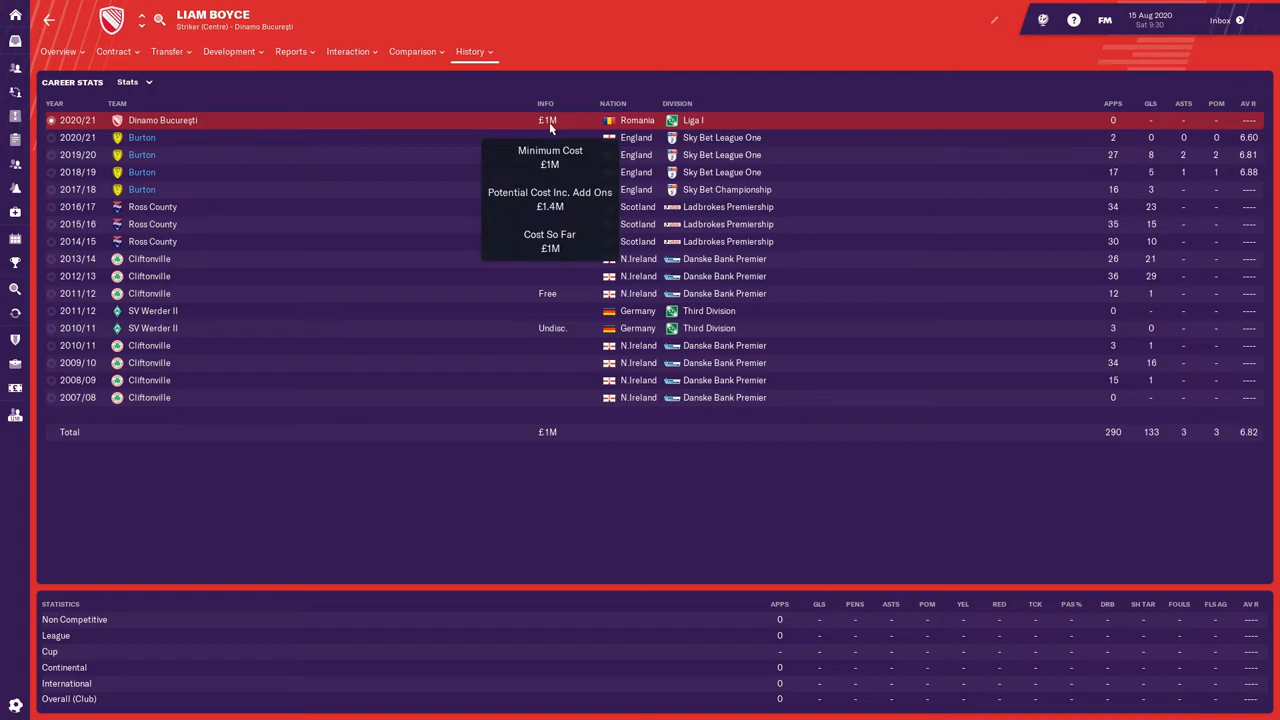 LIAM BOYCE
Striker (Centre) - Dinamo Bucureşti
? FM 15 Aug 2020 Inbox
Sat 9:30
Overview Contract Transfer Development Reports Interaction Comparison History
CAREER STATS Stats
YEAR TEAM INFO NATION DIVISION APPS GLS ASTS POM AV R
2020/21 Dinamo Bucureşti £1M Romania Liga I 0 - - - ----
2020/21 Burton England Sky Bet League One 2 0 0 0 6.60
2019/20 Burton England Sky Bet League One 27 8 2 2 6.81
2018/19 Burton England Sky Bet League One 17 5 1 1 6.88
2017/18 Burton England Sky Bet Championship 16 3 - - ----
2016/17 Ross County Scotland Ladbrokes Premiership 34 23 - - ----
2015/16 Ross County Scotland Ladbrokes Premiership 35 15 - - ----
2014/15 Ross County Scotland Ladbrokes Premiership 30 10 - - ----
2013/14 Cliftonville N.Ireland Danske Bank Premier 26 21 - - ----
2012/13 Cliftonville N.Ireland Danske Bank Premier 36 29 - - ----
2011/12 Cliftonville Free N.Ireland Danske Bank Premier 12 1 - - ----
2011/12 SV Werder II Germany Third Division 0 - - - ----
2010/11 SV Werder II Undisc. Germany Third Division 3 0 - - ----
2010/11 Cliftonville N.Ireland Danske Bank Premier 3 1 - - ----
2009/10 Cliftonville N.Ireland Danske Bank Premier 34 16 - - ----
2008/09 Cliftonville N.Ireland Danske Bank Premier 15 1 - - ----
2007/08 Cliftonville N.Ireland Danske Bank Premier 0 - - - ----
Total £1M 290 133 3 3 6.82
Minimum Cost
£1M
Potential Cost Inc. Add Ons
£1.4M
Cost So Far
£1M
STATISTICS APPS GLS PENS ASTS POM YEL RED TCK PAS % DRB SH TAR FOULS FLS AG AV R
Non Competitive 0 - - - - - - - - - - - - ----
League 0 - - - - - - - - - - - - ----
Cup - - - - - - - - - - - - - ----
Continental 0 - - - - - - - - - - - - ----
International 0 - - - - - - - - - - - - ----
Overall (Club) 0 - - - - - - - - - - - - ----